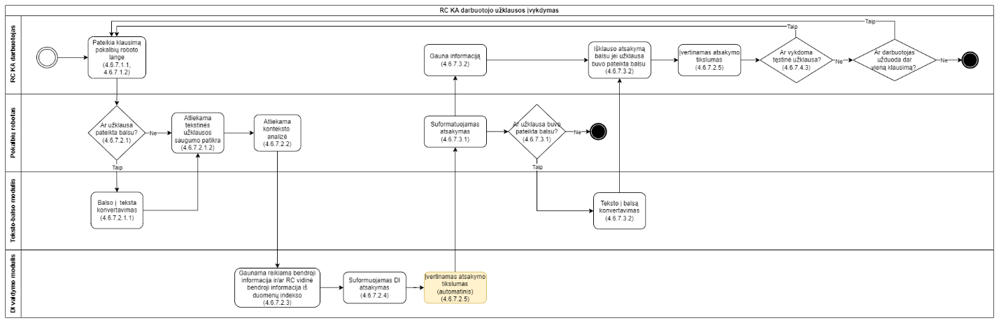 RC KA darbuotojo užklausos įvykdymas
RC KA darbuotojas
Pateikia klausimą
pokalbių roboto
lange
(4.6.7.1.1,
4.6.7.1.2)
Gauna informaciją
(4.6.7.3.2)
Išklauso atsakymą
balsu jei užklausa
buvo pateikta balsu
(4.6.7.3.2)
Įvertinamas atsakymo
tikslumas
(4.6.7.2.5)
Taip
Ar vykdoma
tęstinė užklausa?
(4.6.7.4.3)
Ne
Taip
Ar darbuotojas
užduoda dar
vieną klausimą?
Ne
Pokalbių robotas
Ar užklausa
pateikta balsu?
(4.6.7.2.1)
Ne
Taip
Atliekama
tekstinės
užklausos
saugumo patikra
(4.6.7.2.1.2)
Atliekama
konteksto
analizė
(4.6.7.2.2)
Suformatuojamas
atsakymas
(4.6.7.3.1)
Ar užklausa buvo
pateikta balsu?
(4.6.7.3.1)
Ne
Taip
Teksto-balso modulis
Balso į teksta
konvertavimas
(4.6.7.2.1.1)
Teksto į balsą
konvertavimas
(4.6.7.3.2)
DI valdymo modulis
Gaunama reikiama bendroji
informacija ir/ar RC vidinė
bendroji informacija iš
duomenų indekso
(4.6.7.2.3)
Suformuojamas DI
atsakymas
(4.6.7.2.4)
Įvertinamas atsakymo
tikslumas
(automatinis)
(4.6.7.2.5)